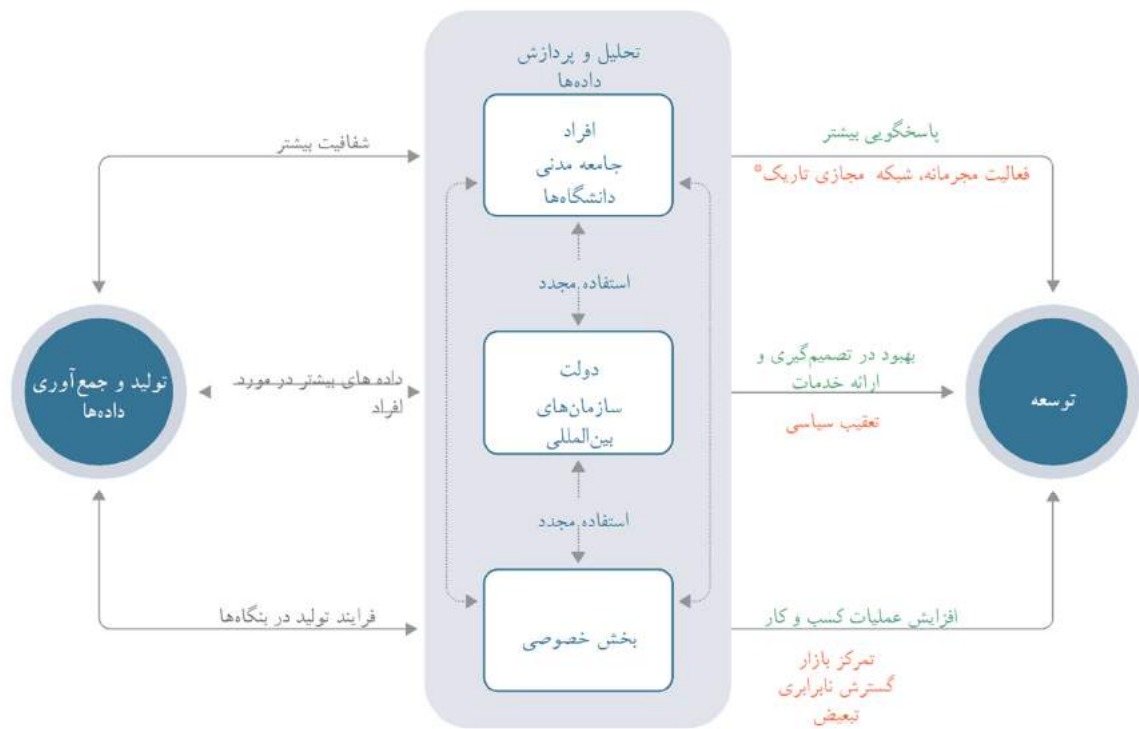 تحلیل و پردازش
داده‌ها
افراد
جامعه مدنی
دانشگاه‌ها
شفافیت بیشتر
پاسخگویی بیشتر
فعالیت مجرمانه، شبکه مجازی تاریک*
استفاده مجدد
تولید و جمع‌آوری
داده‌ها
داده های بیشتر در مورد
افراد
دولت
سازمان‌های
بین‌المللی
بهبود در تصمیم‌گیری و
ارائه خدمات
تعقیب سیاسی
توسعه
استفاده مجدد
فرایند تولید در بنگاه‌ها
بخش خصوصی
افزایش عملیات کسب و کار
تمرکز بازار
گسترش نابرابری
تبعیض